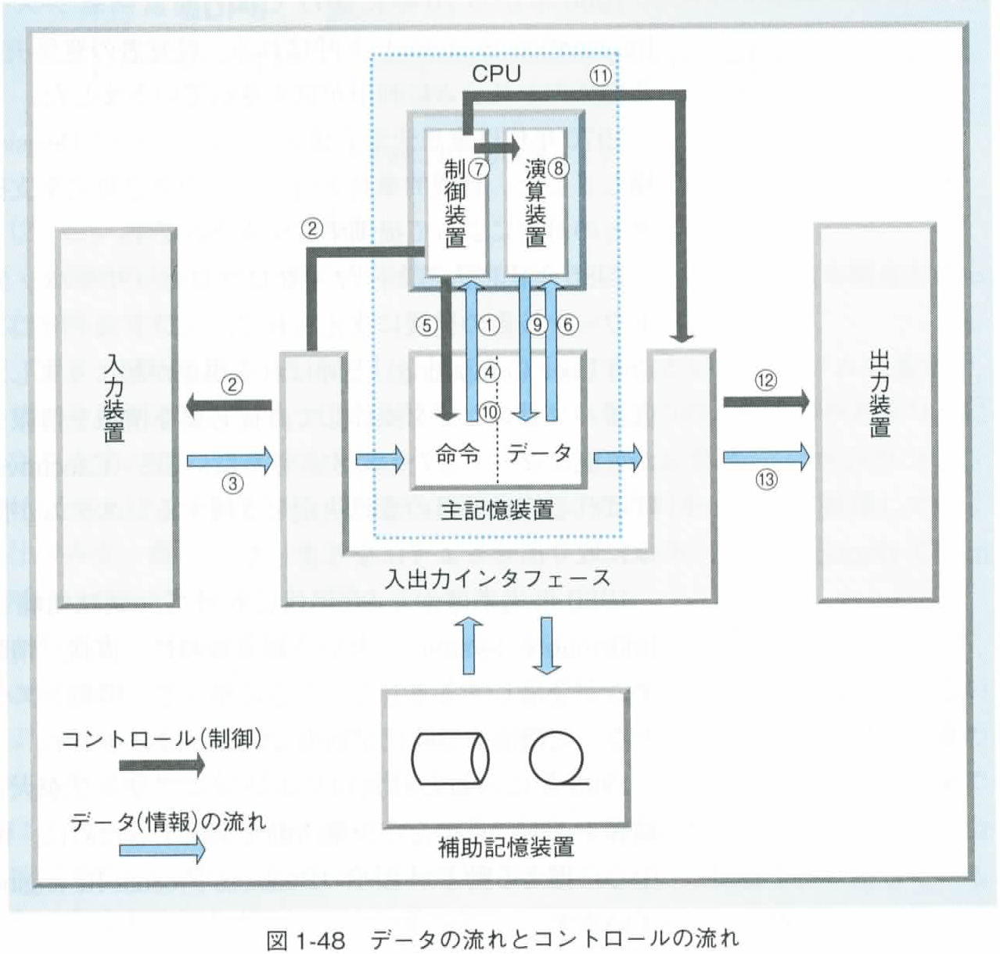 CPU
⑪
制御装置
⑦
演算装置
⑧
②
⑤
①
⑨
⑥
入力装置
②
③
④
⑩
命令
データ
主記憶装置
⑫
⑬
出力装置
入出力インタフェース
コントロール(制御)
データ(情報)の流れ
補助記憶装置
図1-48 データの流れとコントロールの流れ